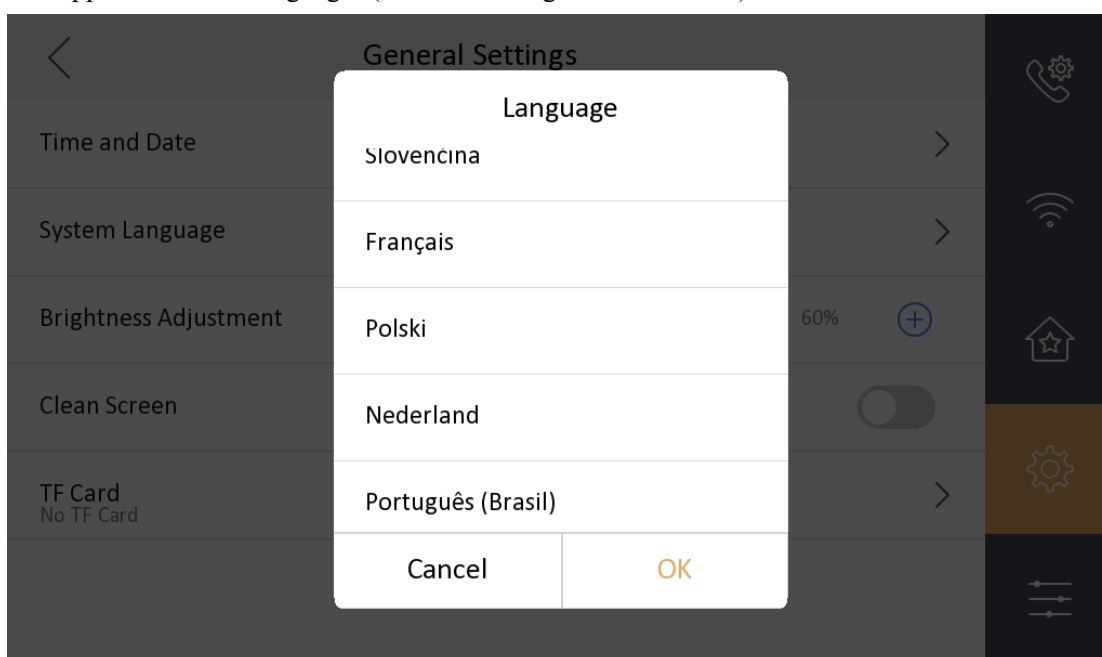 General Settings
Language
Time and Date
Slovenčina
System Language
Français
Brightness Adjustment
Polski
60%
Clean Screen
Nederland
TF Card
No TF Card
Português (Brasil)
Cancel
OK